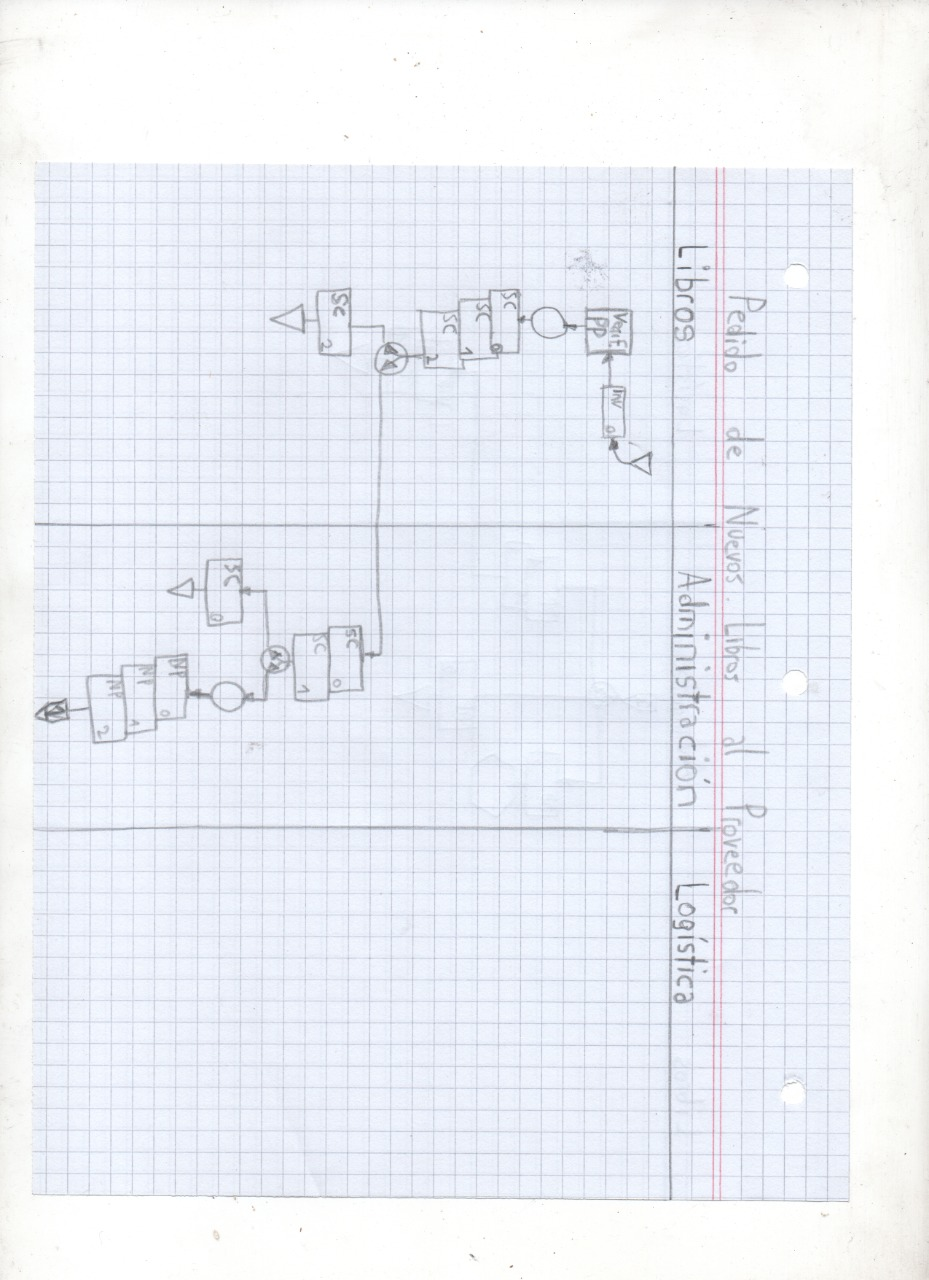 Pedido de Nuevos Libros al Proveedor
Libros
Administración
Logística
Inv
0
Verif.
PP
SC
0
SC
1
SC
2
SC
2
SC
0
SC
1
SC
0
NP
0
NP
1
NP
2